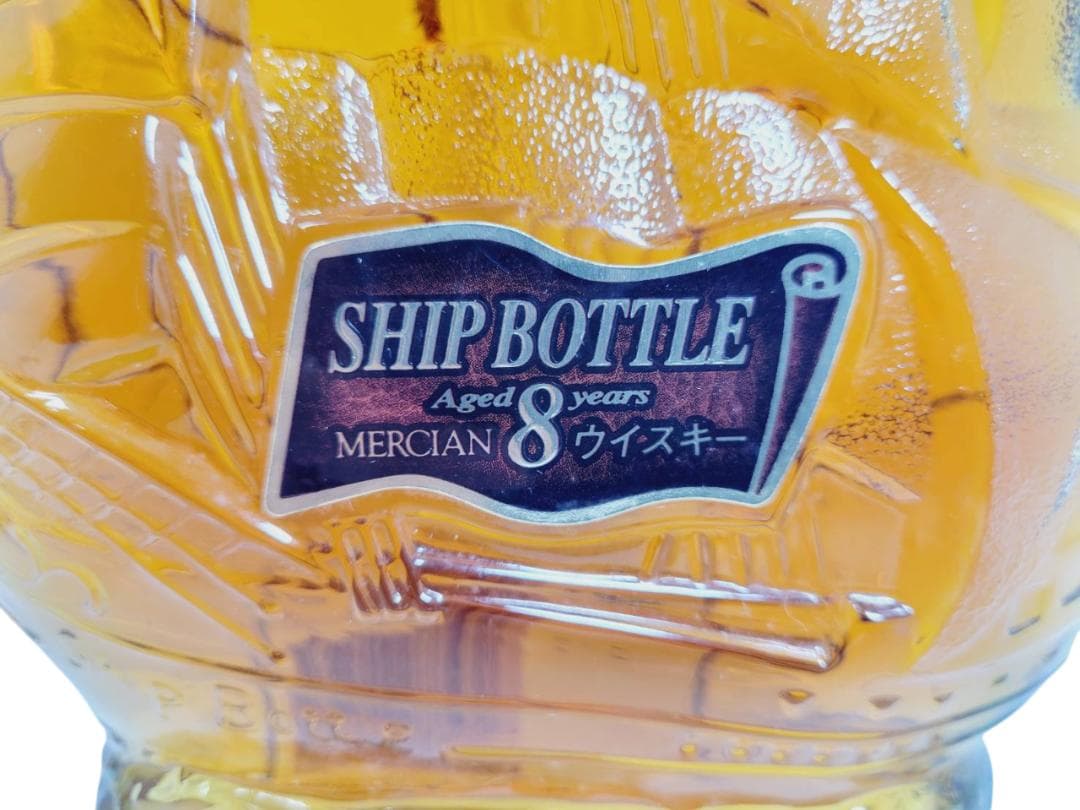 SHIP BOTTLE
Aged 8 years
MERCIAN ウイスキー